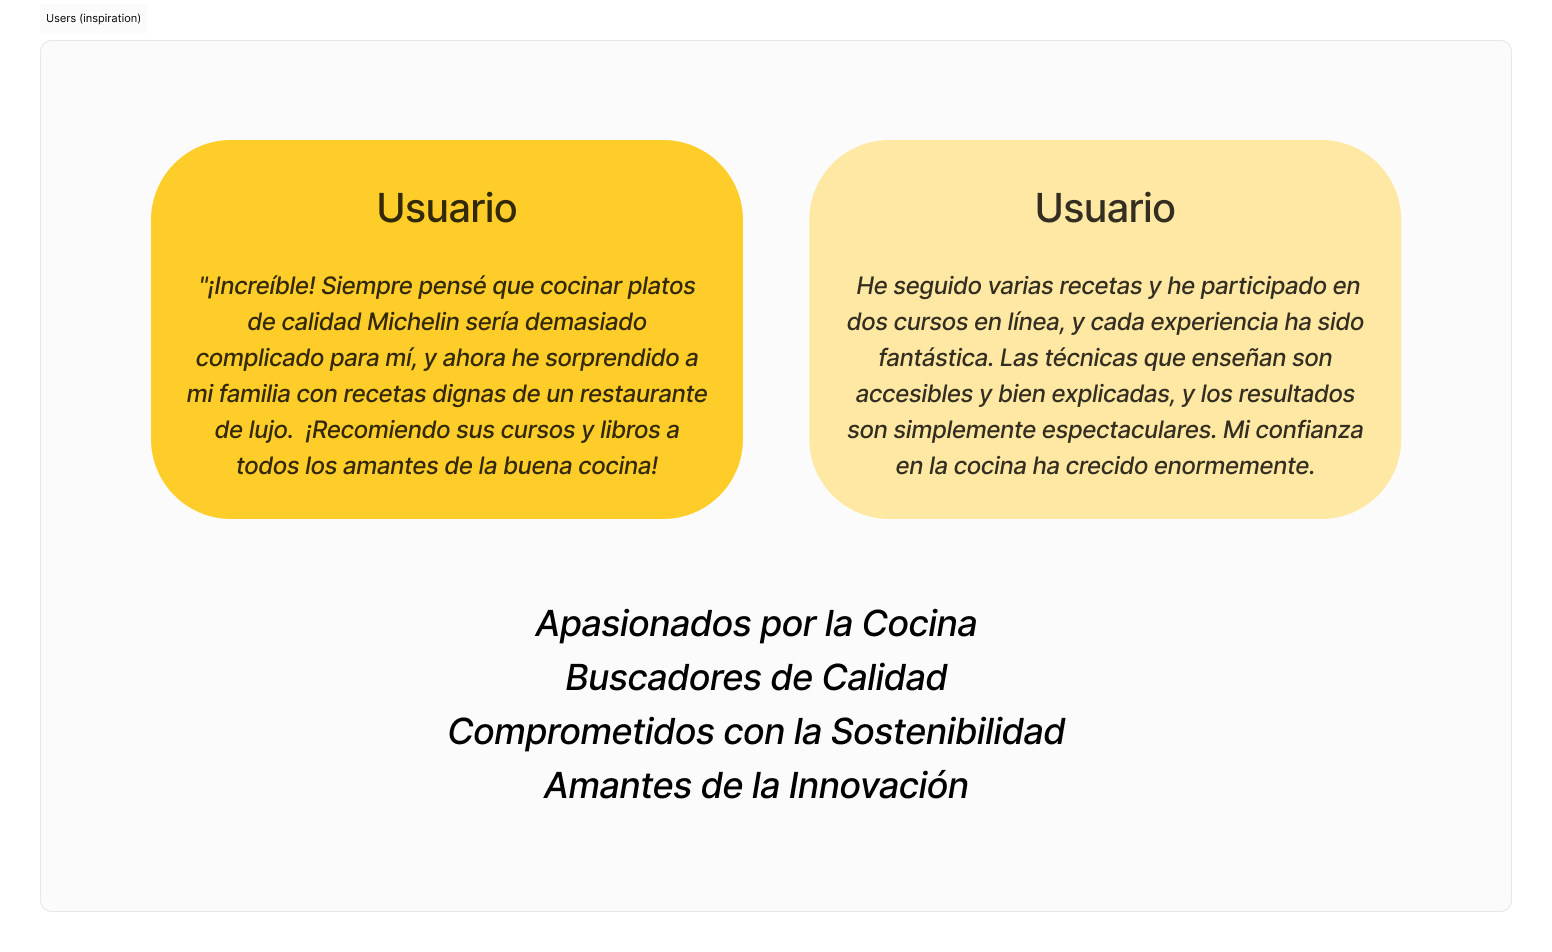 Users (inspiration)
Usuario
"¡Increíble! Siempre pensé que cocinar platos
de calidad Michelin sería demasiado
complicado para mí, y ahora he sorprendido a
mi familia con recetas dignas de un restaurante
de lujo.  ¡Recomiendo sus cursos y libros a
todos los amantes de la buena cocina!
Usuario
He seguido varias recetas y he participado en
dos cursos en línea, y cada experiencia ha sido
fantástica. Las técnicas que enseñan son
accesibles y bien explicadas, y los resultados
son simplemente espectaculares. Mi confianza
en la cocina ha crecido enormemente.
Apasionados por la Cocina
Buscadores de Calidad
Comprometidos con la Sostenibilidad
Amantes de la Innovación